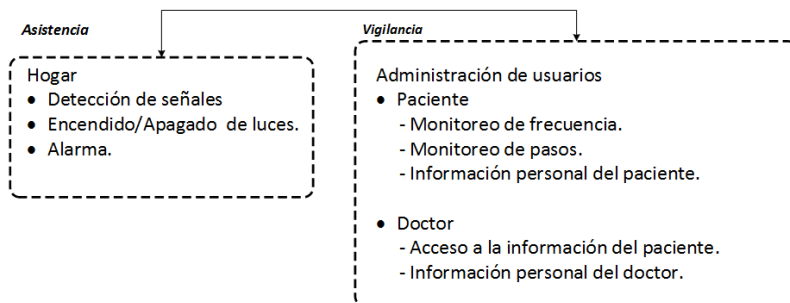 Asistencia
Hogar
• Detección de señales
• Encendido/Apagado de luces.
• Alarma.
Vigilancia
Administración de usuarios
• Paciente
- Monitoreo de frecuencia.
- Monitoreo de pasos.
- Información personal del paciente.
• Doctor
- Acceso a la información del paciente.
- Información personal del doctor.